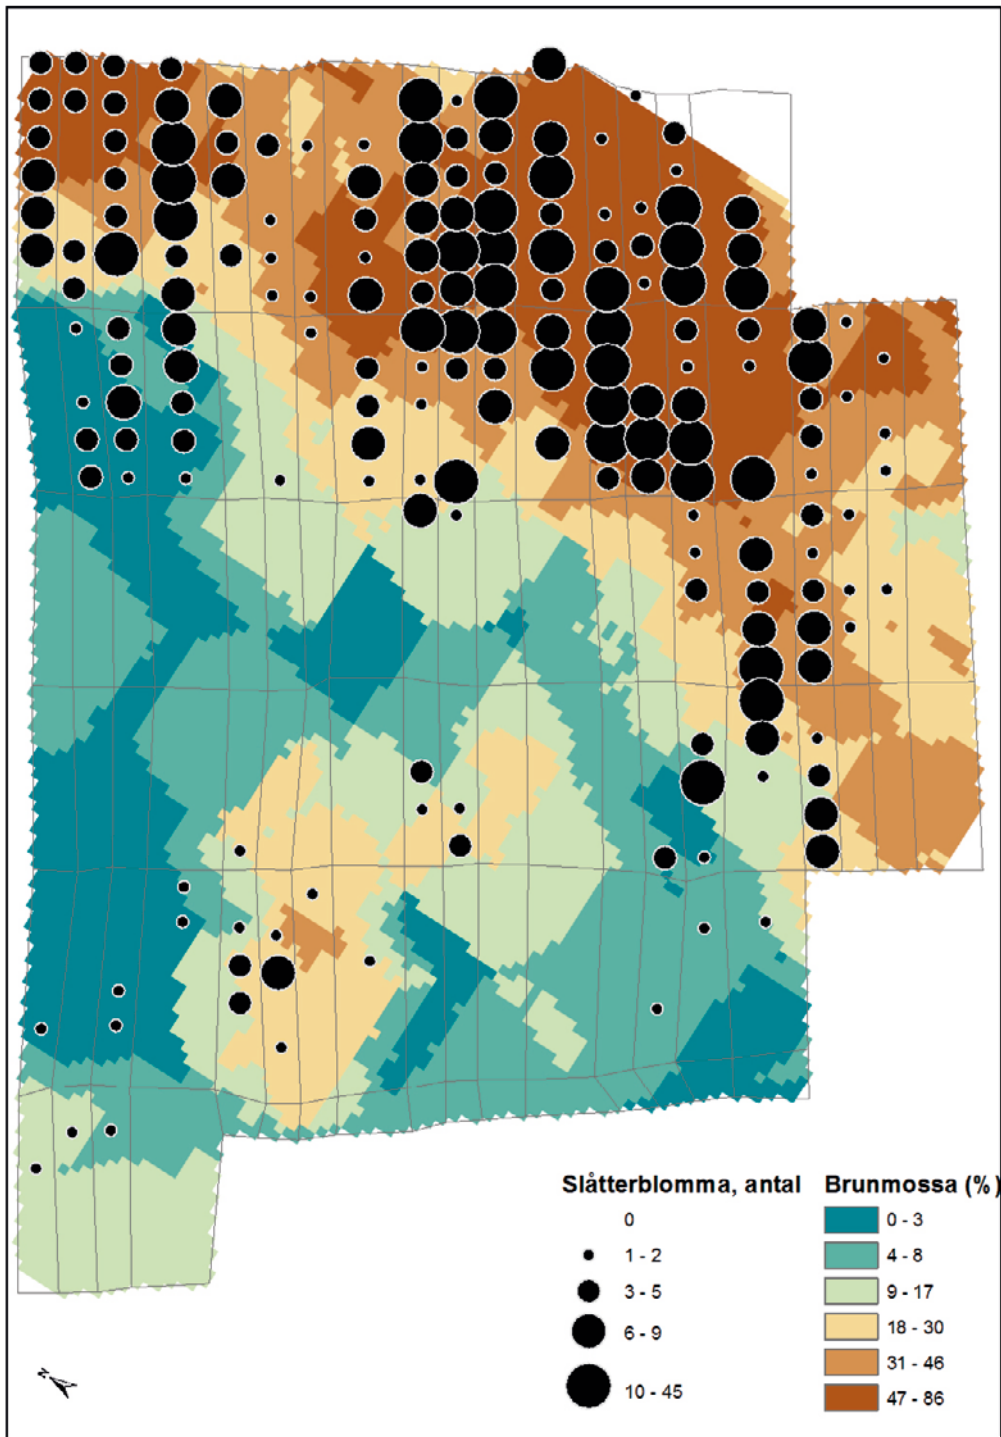 Slåtterblomma, antal
0
1 - 2
3 - 5
6 - 9
10 - 45
Brunmossa (%)
0 - 3
4 - 8
9 - 17
18 - 30
31 - 46
47 - 86
N